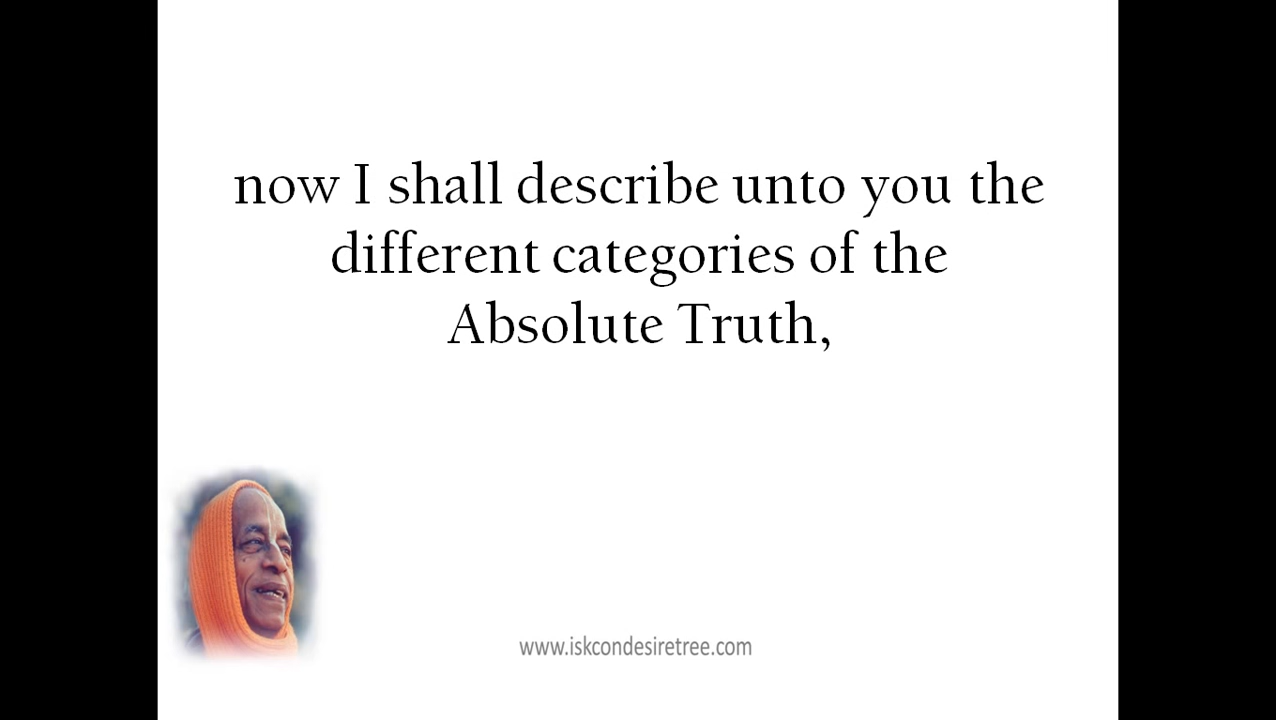 now I shall describe unto you the
different categories of the
Absolute Truth,
www.iskcondesiretree.com